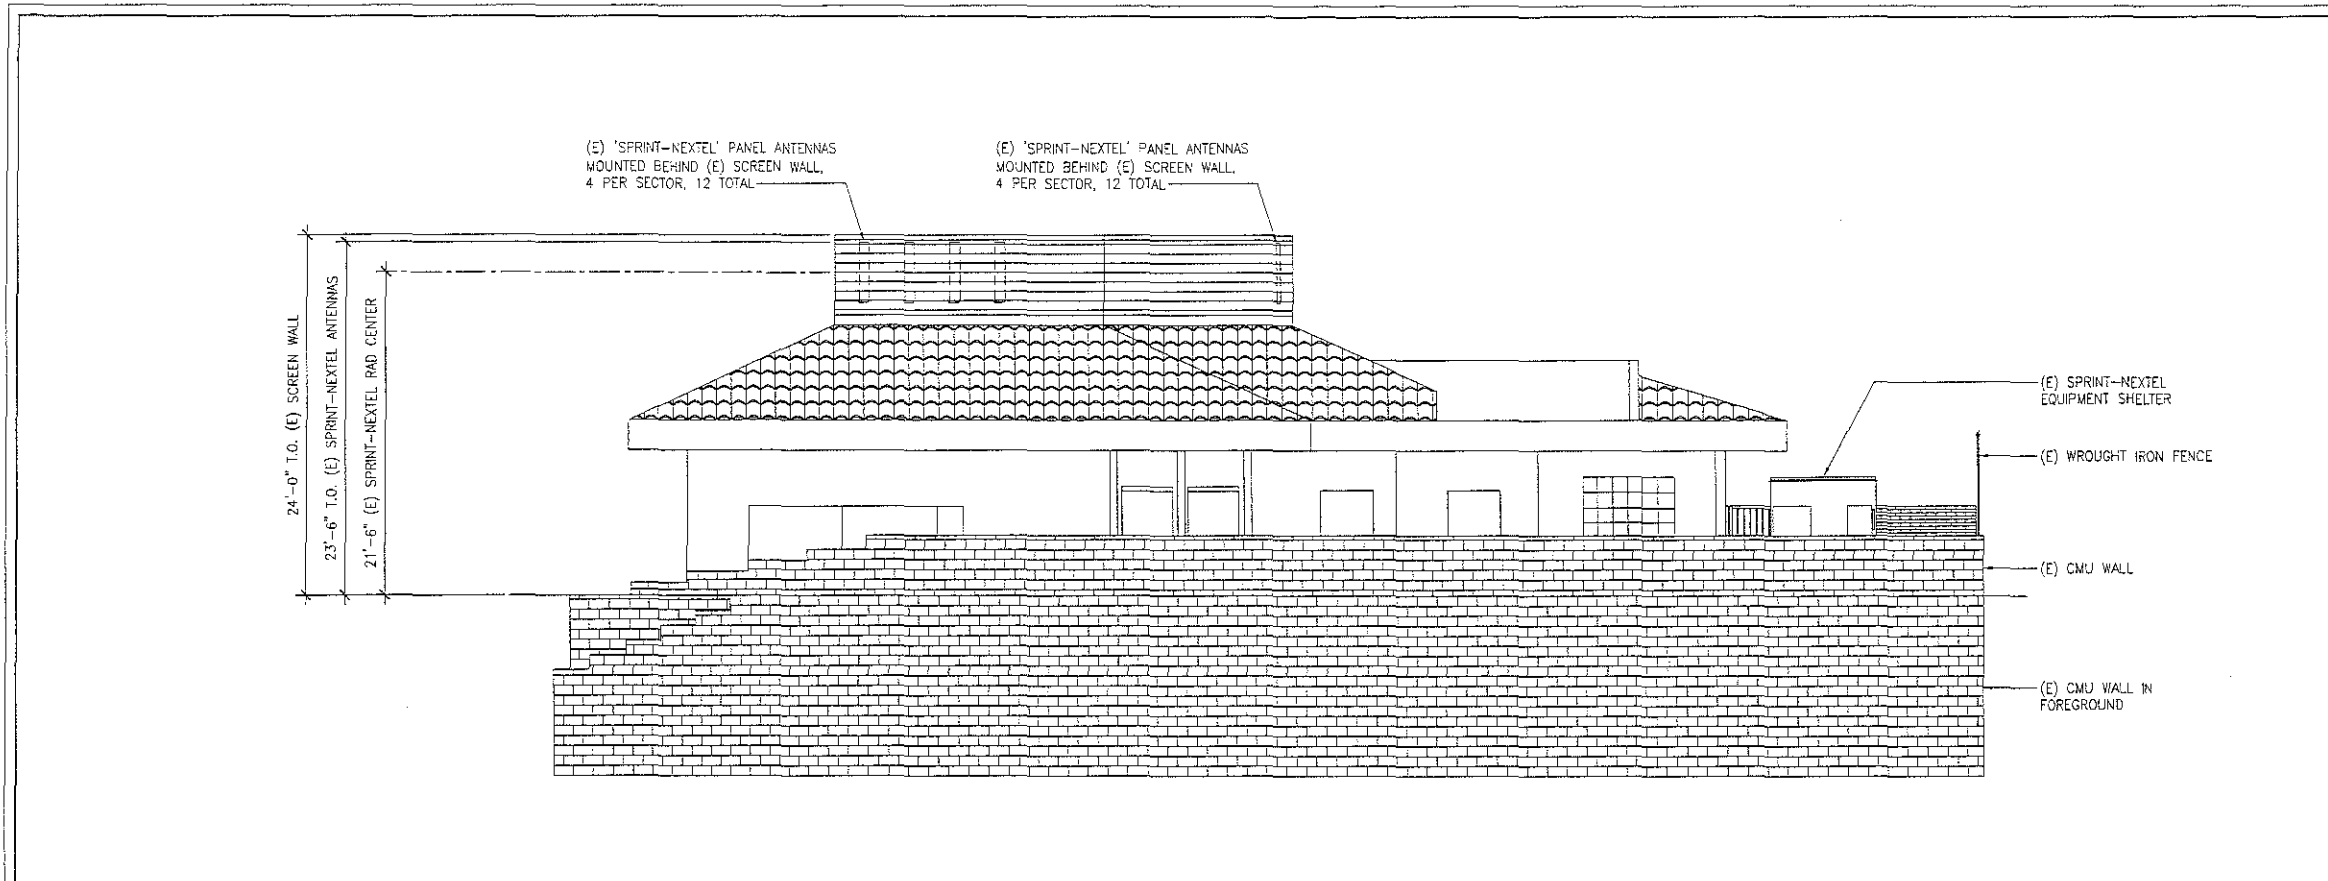 (E) 'SPRINT-NEXTEL' PANEL ANTENNAS
MOUNTED BEHIND (E) SCREEN WALL,
4 PER SECTOR, 12 TOTAL
(E) 'SPRINT-NEXTEL' PANEL ANTENNAS
MOUNTED BEHIND (E) SCREEN WALL,
4 PER SECTOR, 12 TOTAL
24'-0" T.O. (E) SCREEN WALL
23'-6" T.O. (E) SPRINT-NEXTEL ANTENNAS
21'-6" (E) SPRINT-NEXTEL RAD CENTER
(E) SPRINT-NEXTEL
EQUIPMENT SHELTER
(E) WROUGHT IRON FENCE
(E) CMU WALL
(E) CMU WALL IN
FOREGROUND